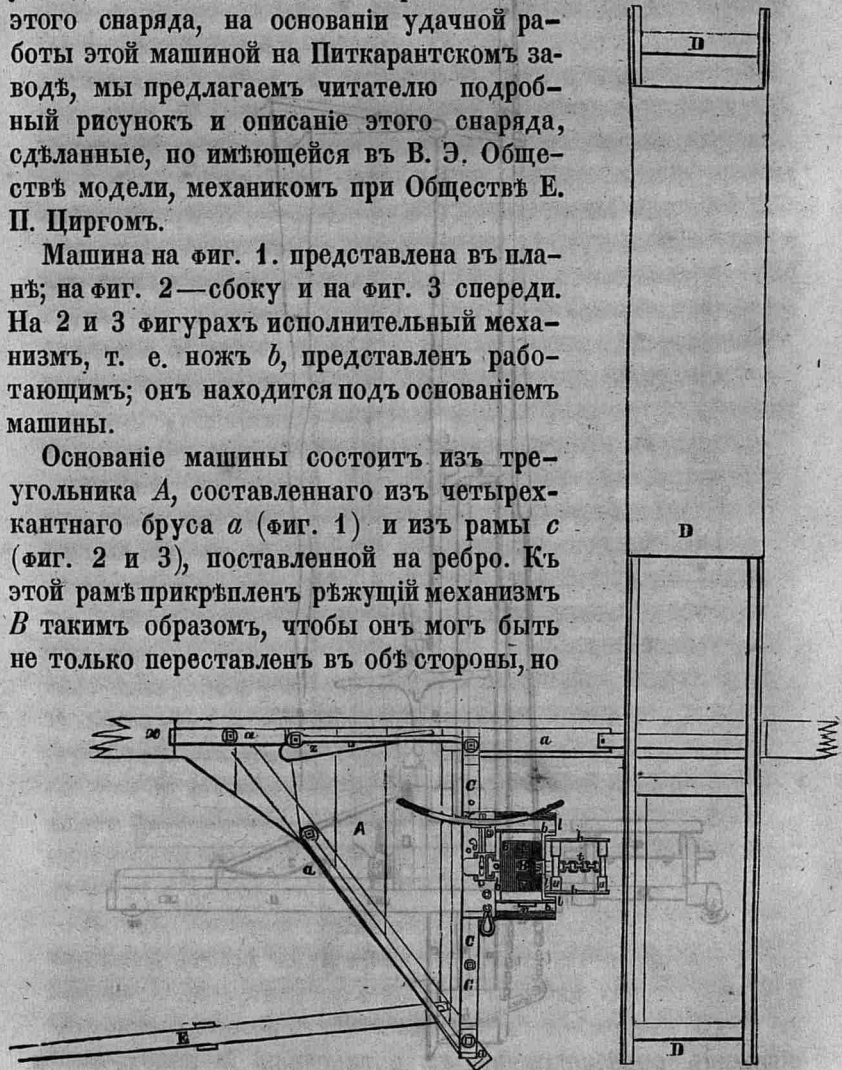 этого снаряда, на основаніи удачной ра-
боты этой машиной на Питкарантскомъ за-
водѣ, мы предлагаемъ читателю подроб-
ный рисунокъ и описаніе этого снаряда,
сдѣланные, по имѣющейся въ В. Э. Обще-
ствѣ модели, механикомъ при Обществѣ Е.
П. Циргомъ.
Машина на фиг. 1. представлена въ пла-
нѣ; на фиг. 2—сбоку и на фиг. 3 спереди.
На 2 и 3 фигурахъ исполнительный меха-
низмъ, т. е. ножъ b, представленъ рабо-
тающимъ; онъ находится подъ основаніемъ
машины.
Основаніе машины состоитъ изъ тре-
угольника А, составленнаго изъ четырех-
кантнаго бруса а (фиг. 1) и изъ рамы с
(фиг. 2 и 3), поставленной на ребро. Къ
этой рамѣ прикрѣпленъ рѣжущій механизмъ
В такимъ образомъ, чтобы онъ могъ быть
не только переставленъ въ обѣ стороны, но
D
D
a
z
a
C
A
b
l
a
t
C
C
E
D